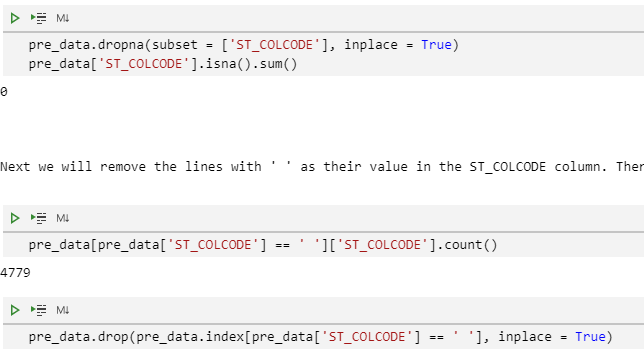 M↓
pre_data.dropna(subset = ['ST_COLCODE'], inplace = True)
pre_data['ST_COLCODE'].isna().sum()
0
Next we will remove the lines with ' ' as their value in the ST_COLCODE column. Ther
M↓
pre_data[pre_data['ST_COLCODE'] == ' ']['ST_COLCODE'].count()
4779
M↓
pre_data.drop(pre_data.index[pre_data['ST_COLCODE'] == ' '], inplace = True)